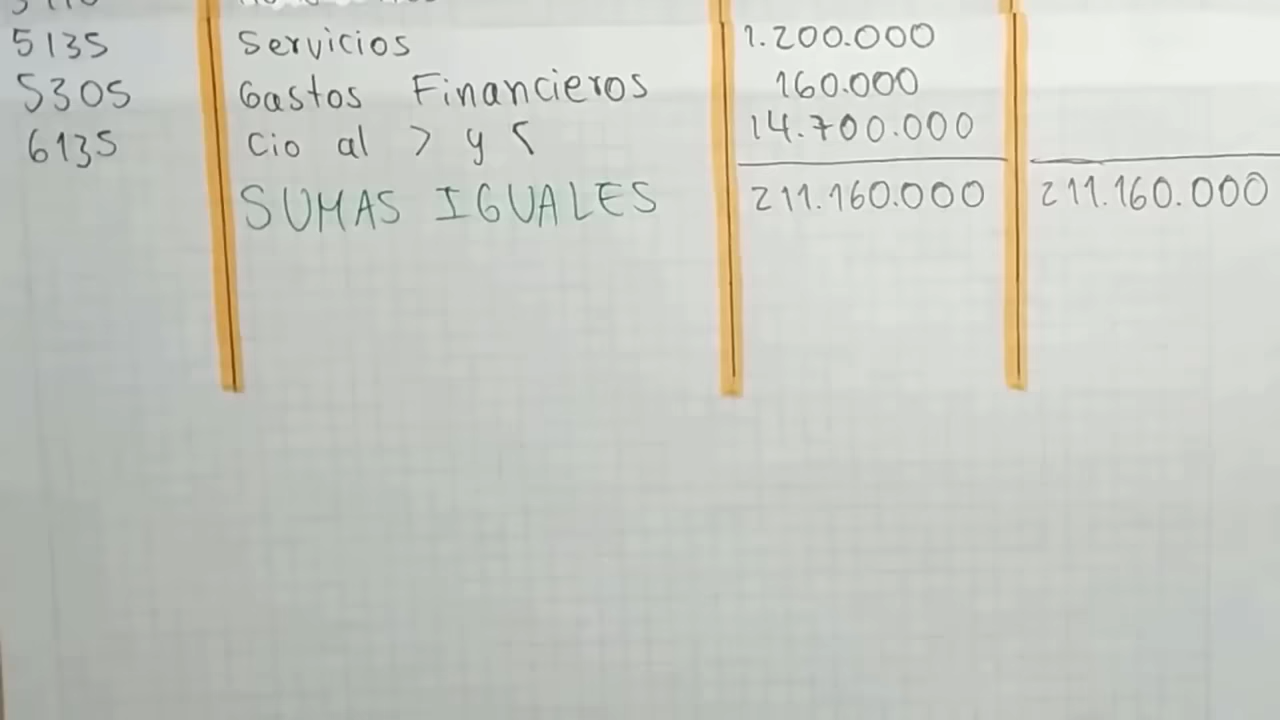 5135 Servicios 1.200.000
5305 Gastos Financieros 160.000
6135 Cio al > y < 14.700.000
SUMAS IGUALES 211.160.000 211.160.000